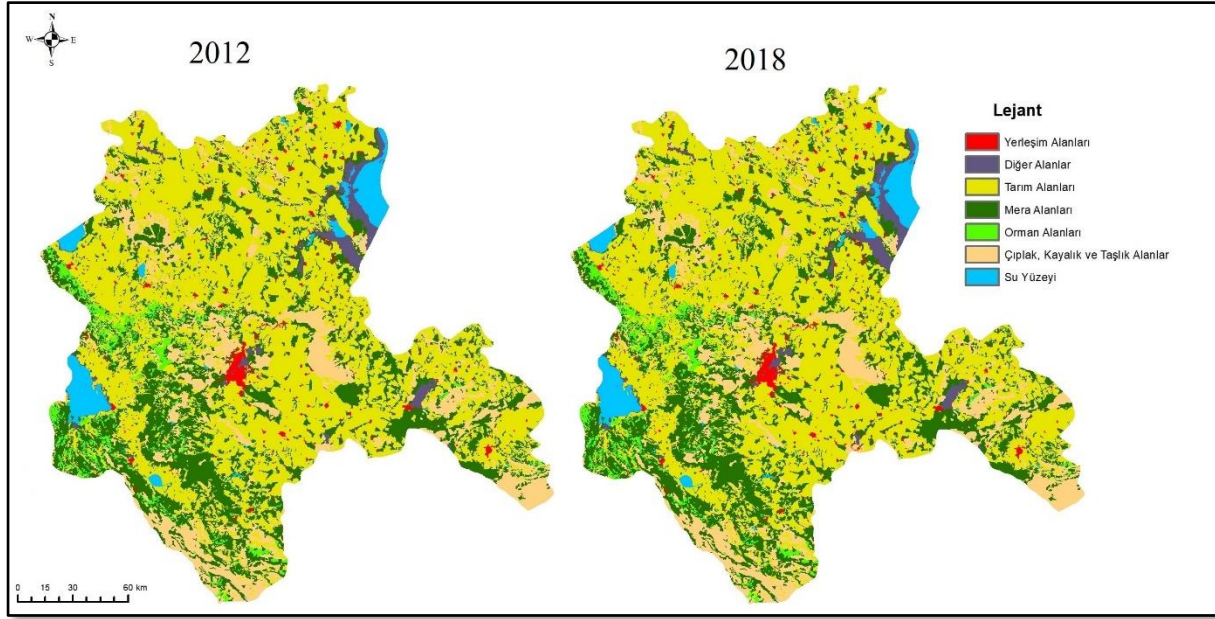 N
W E
S
2012
2018
Lejant
Yerleşim Alanları
Diğer Alanlar
Tarım Alanları
Mera Alanları
Orman Alanları
Çıplak, Kayalık ve Taşlık Alanlar
Su Yüzeyi
0 15 30 60 km